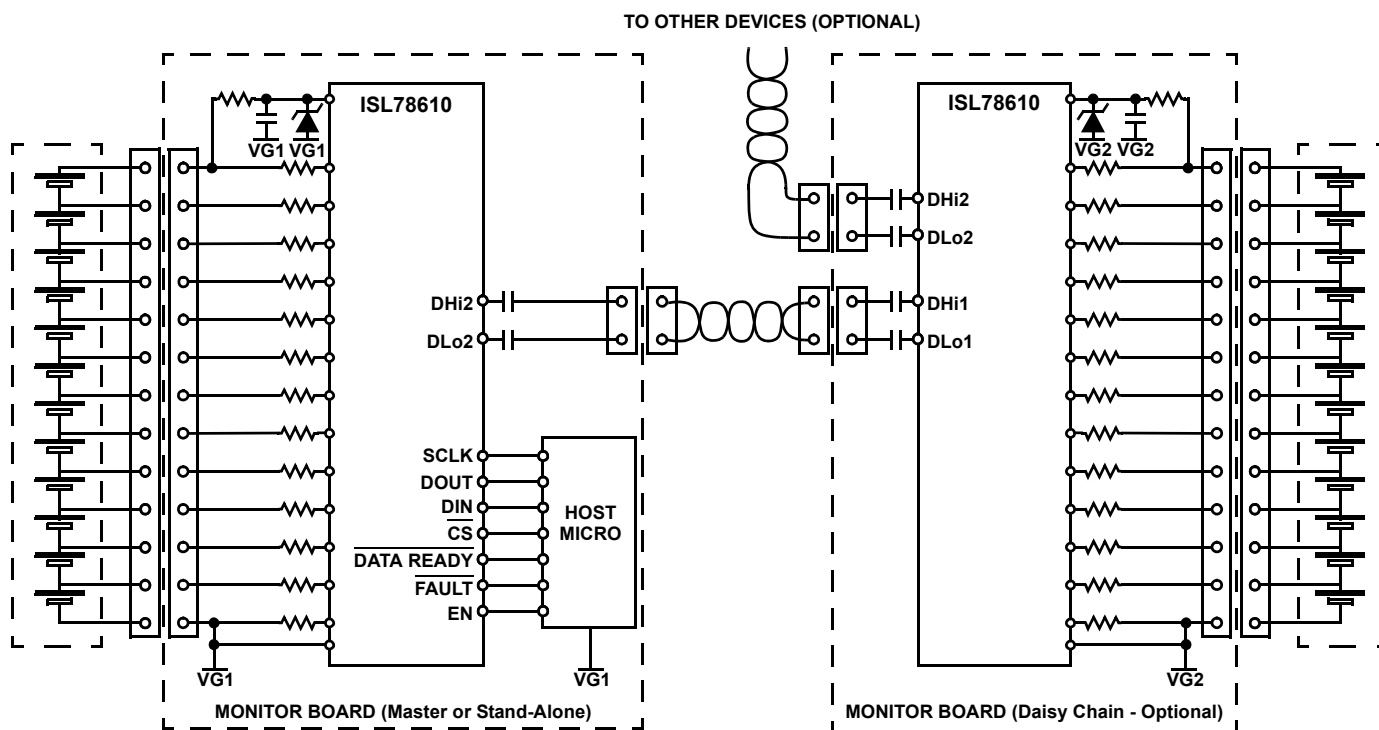 TO OTHER DEVICES (OPTIONAL)
ISL78610
VG1 VG1
DHi2
DLo2
SCLK
DOUT
DIN
CS
DATA READY
FAULT
EN
HOST
MICRO
VG1
VG1
MONITOR BOARD (Master or Stand-Alone)
ISL78610
VG2 VG2
DHi2
DLo2
DHi1
DLo1
VG2
MONITOR BOARD (Daisy Chain - Optional)